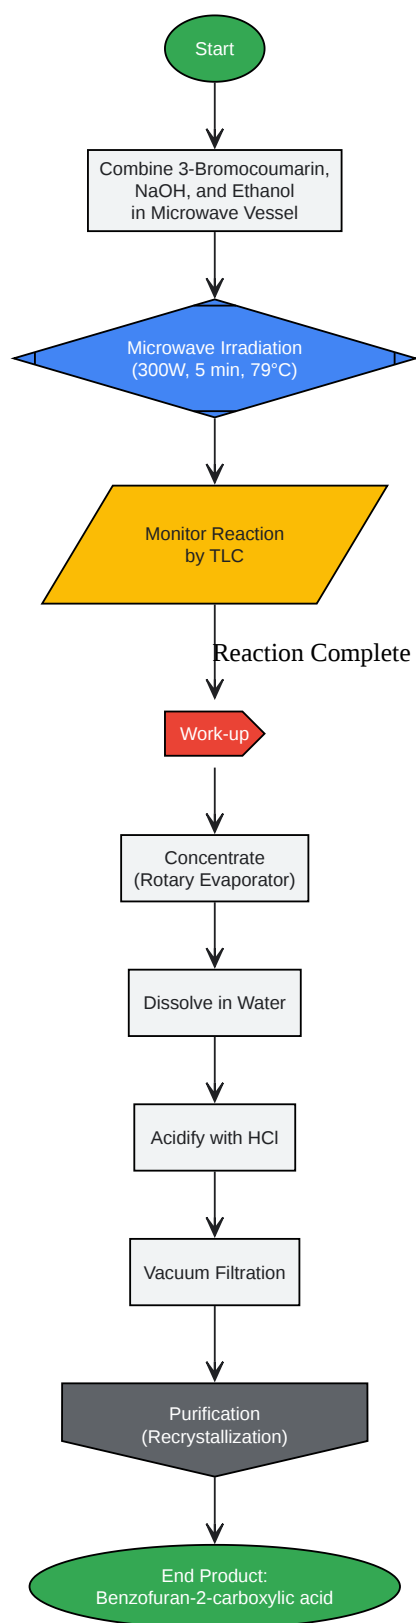 Start
Combine 3-Bromocoumarin,
NaOH, and Ethanol
in Microwave Vessel
Microwave Irradiation
(300W, 5 min, 79°C)
Monitor Reaction
by TLC
Reaction Complete
Work-up
Concentrate
(Rotary Evaporator)
Dissolve in Water
Acidify with HCl
Vacuum Filtration
Purification
(Recrystallization)
End Product:
Benzofuran-2-carboxylic acid